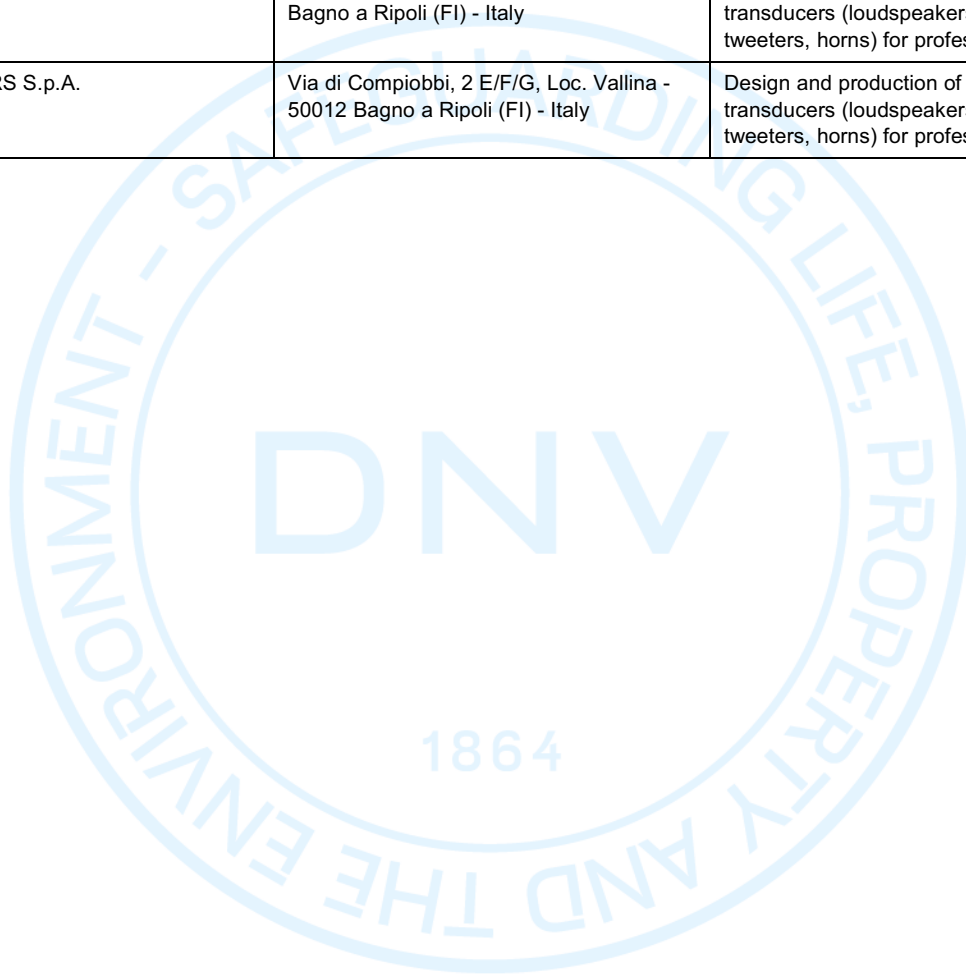 Bagno a Ripoli (FI) - Italy
transducers (loudspeaker
tweeters, horns) for profes
RS S.p.A.
Via di Compiobbi, 2 E/F/G, Loc. Vallina -
50012 Bagno a Ripoli (FI) - Italy
Design and production of
transducers (loudspeaker
tweeters, horns) for profes
SAFEGUARDING LIFE, PROPERTY AND THE ENVIRONMENT -
DNV
1864